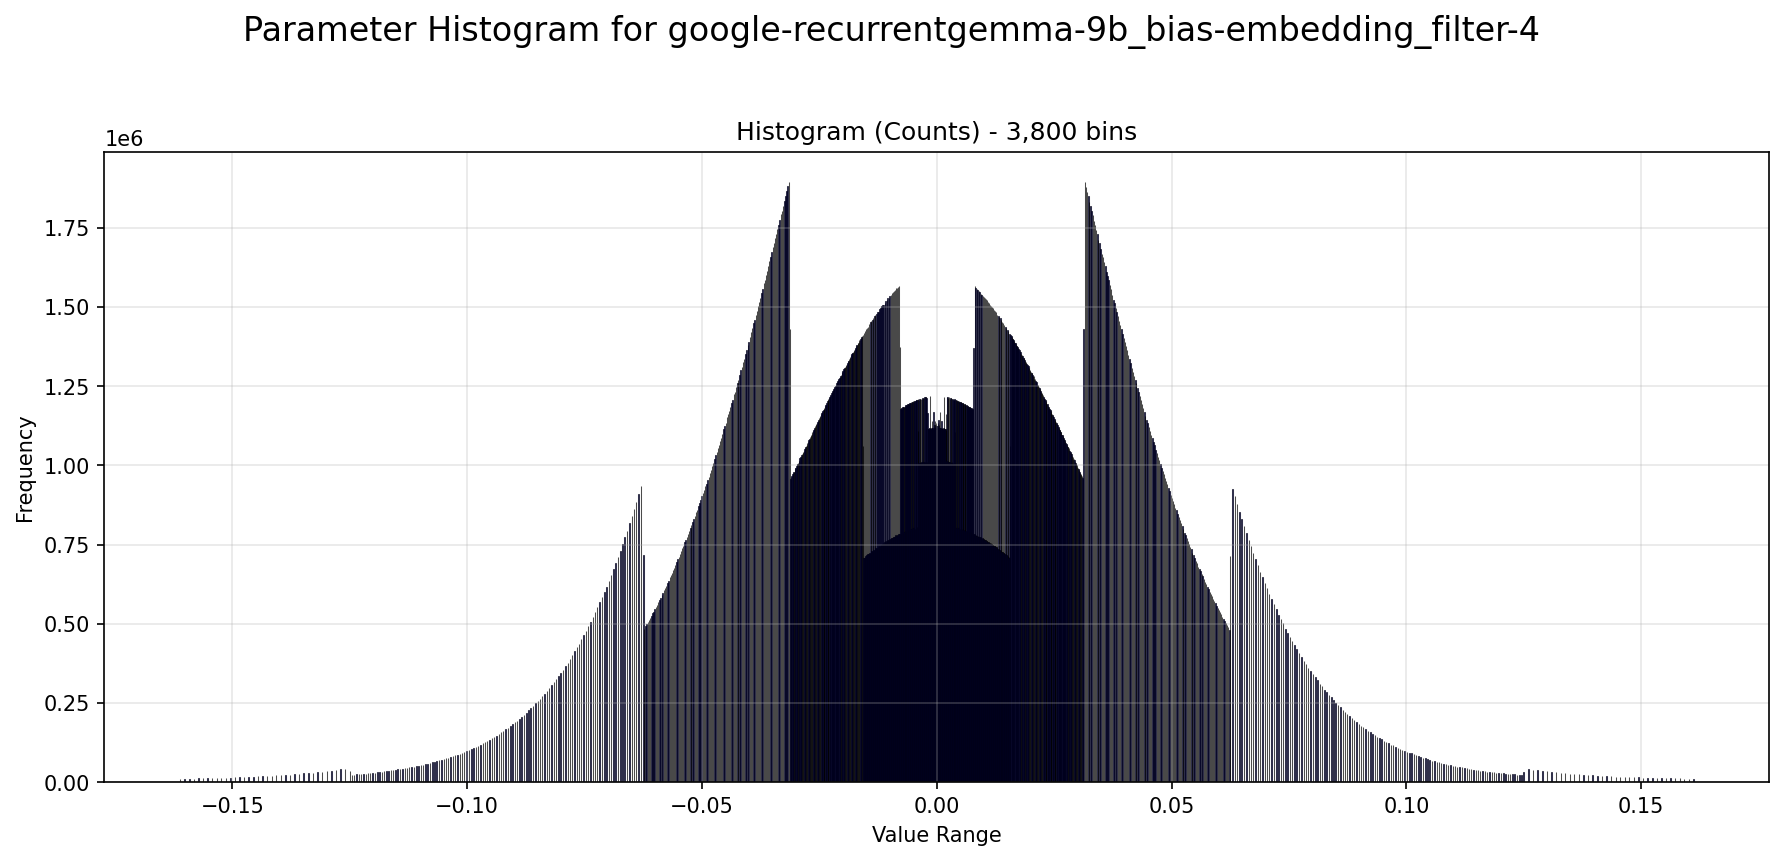 Parameter Histogram for google-recurrentgemma-9b_bias-embedding_filter-4
Histogram (Counts) - 3,800 bins
1e6
1.75
1.50
1.25
1.00
0.75
0.50
0.25
0.00
Frequency
−0.15 −0.10 −0.05 0.00 0.05 0.10 0.15
Value Range